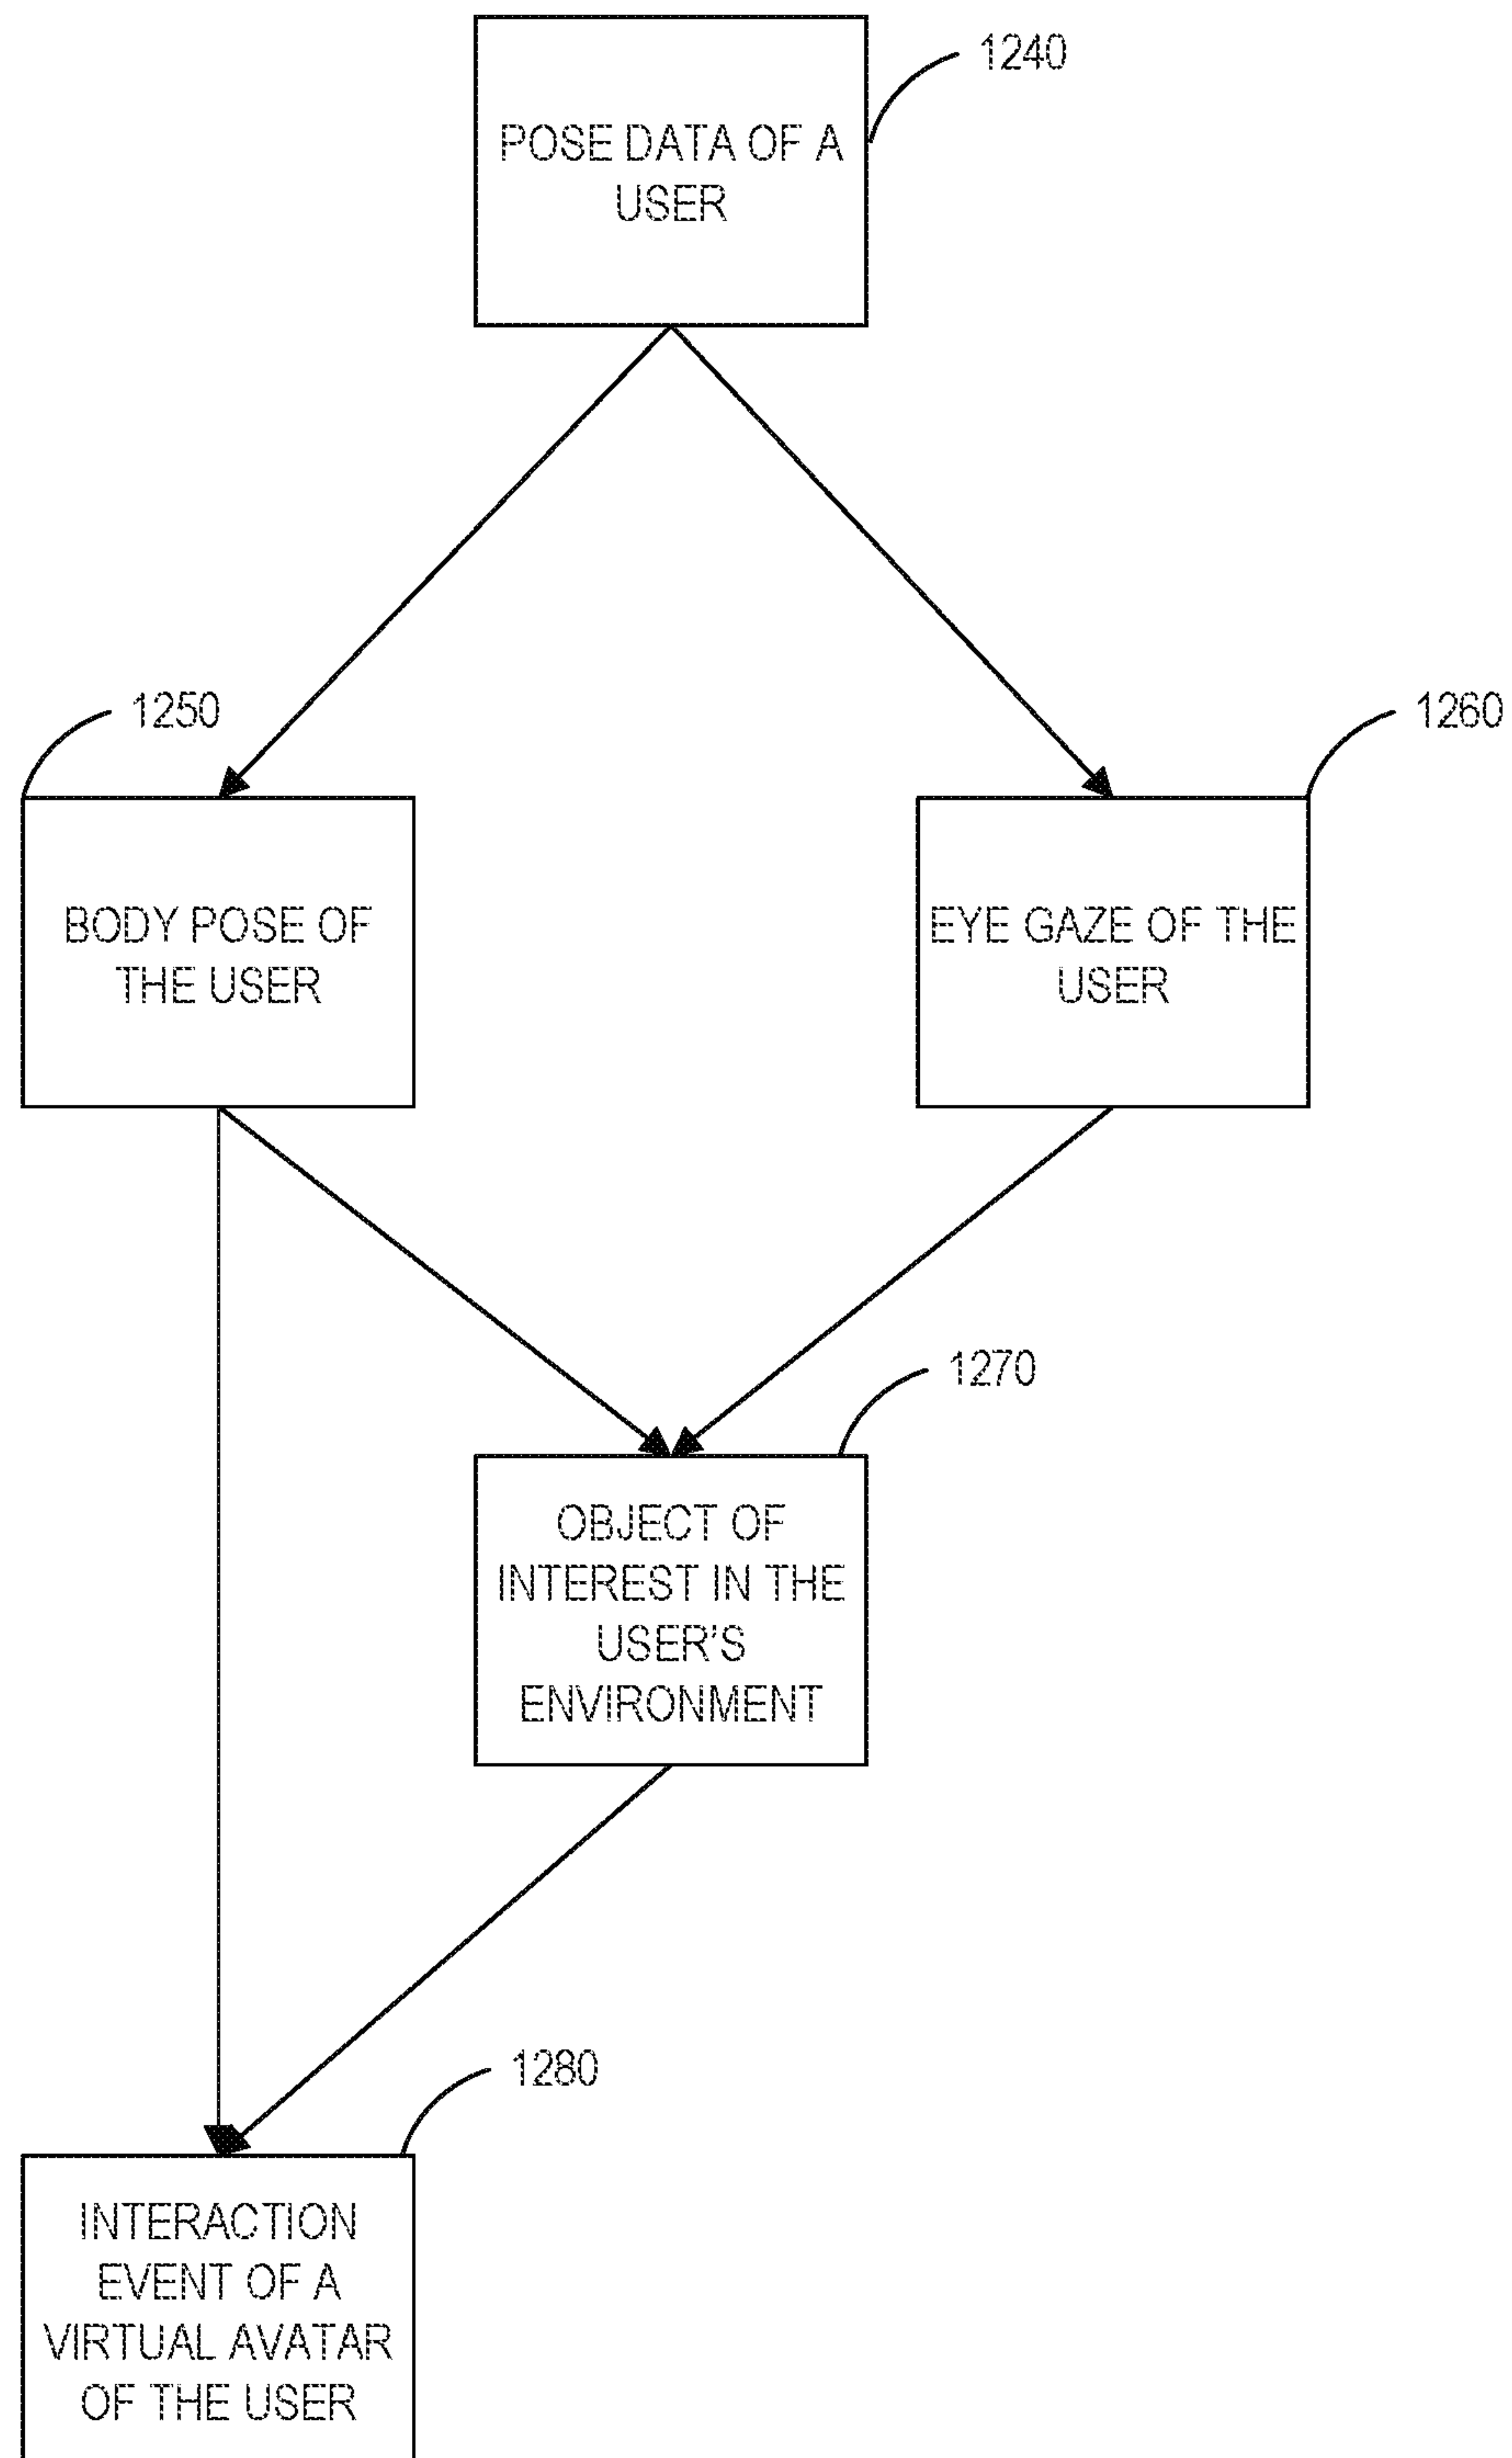 1240
POSE DATA OF A
USER
1250
1260
BODY POSE OF
THE USER
EYE GAZE OF THE
USER
1270
OBJECT OF
INTEREST IN THE
USER'S
ENVIRONMENT
1280
INTERACTION
EVENT OF A
VIRTUAL AVATAR
OF THE USER